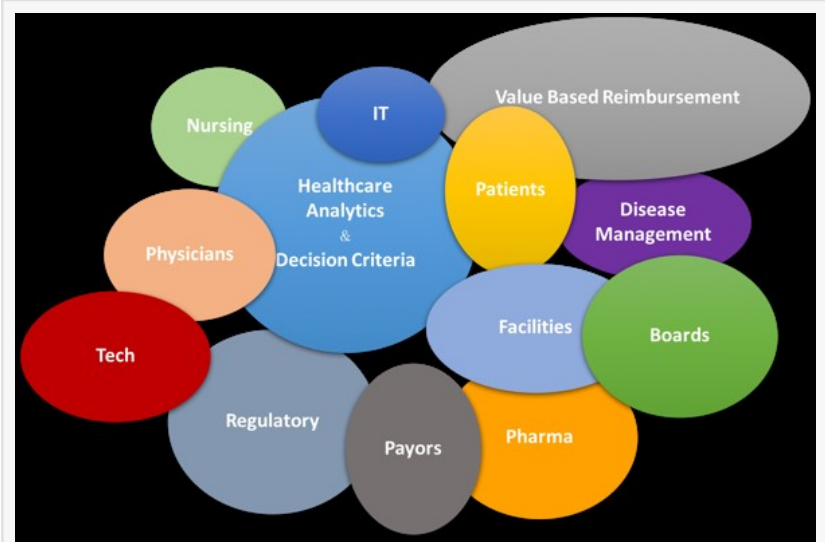 IT
Value Based Reimbursement
Nursing
Healthcare
Analytics
&
Decision Criteria
Patients
Disease
Management
Physicians
Facilities
Boards
Tech
Regulatory
Payors
Pharma